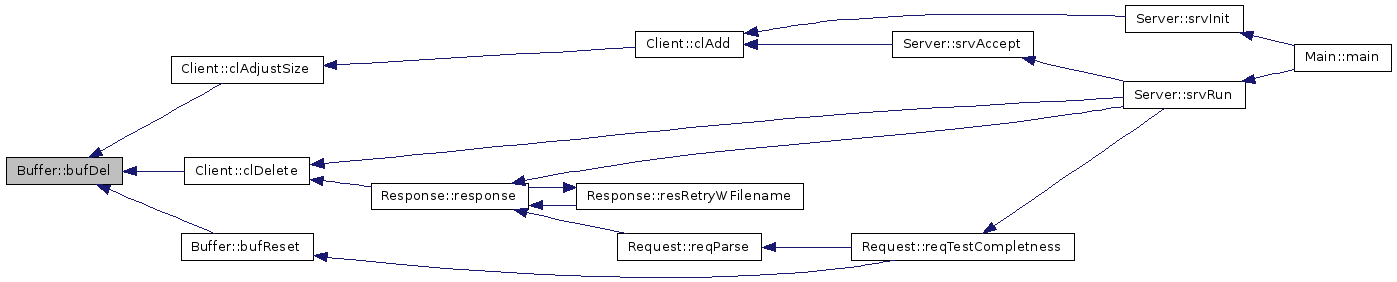 Server::srvInit
Client::clAdd
Server::srvAccept
Main::main
Client::clAdjustSize
Server::srvRun
Buffer::bufDel
Client::clDelete
Response::response
Response::resRetryWFilename
Buffer::bufReset
Request::reqParse
Request::reqTestCompletness